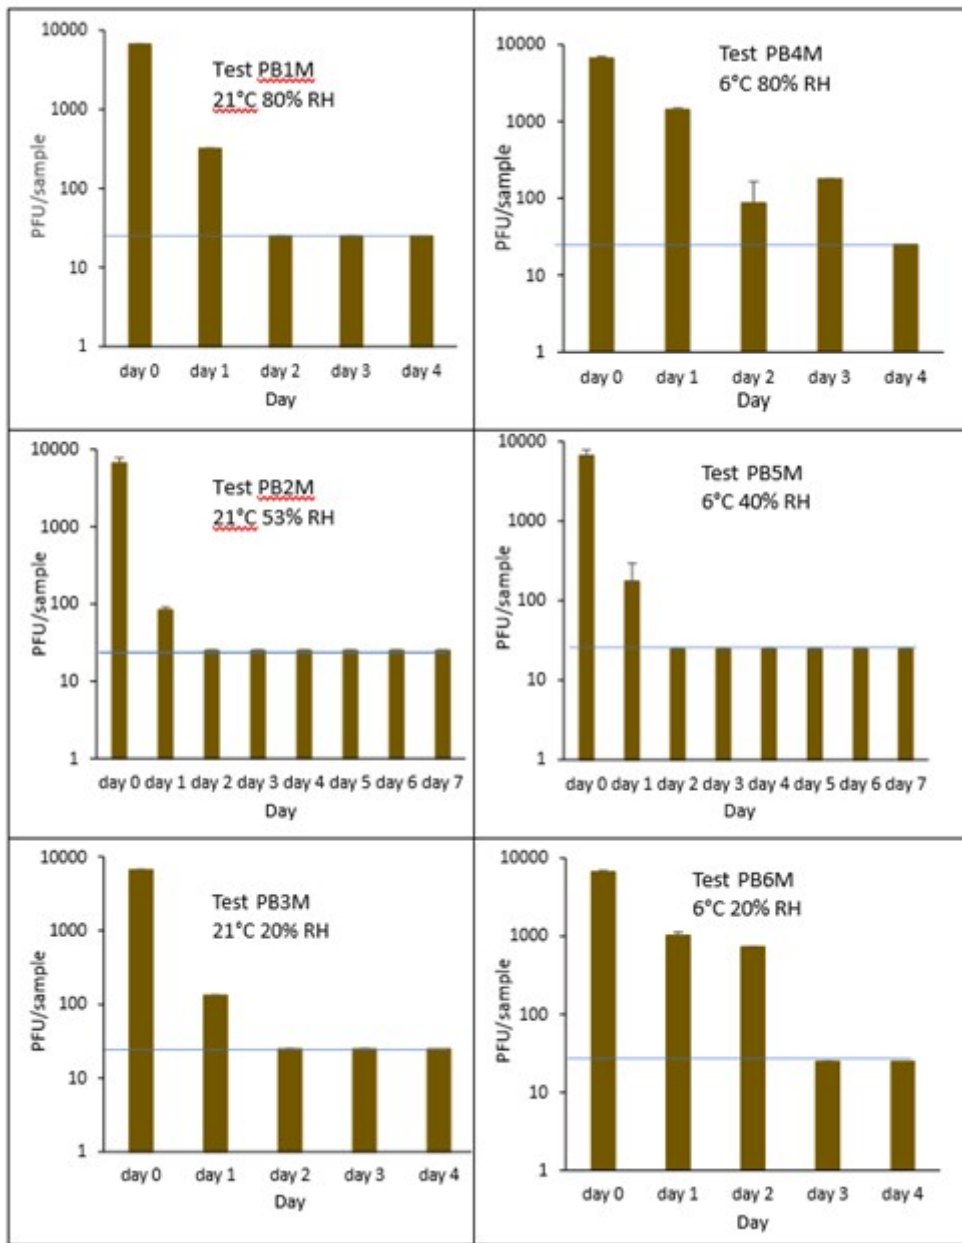 10000
1000
100
10
1
PFU/sample
Test PB1M
21°C 80% RH
day 0 day 1 day 2 day 3 day 4
Day
10000
1000
100
10
1
PFU/sample
Test PB4M
6°C 80% RH
day 0 day 1 day 2 day 3 day 4
Day
10000
1000
100
10
1
PFU/sample
Test PB2M
21°C 53% RH
day 0 day 1 day 2 day 3 day 4 day 5 day 6 day 7
Day
10000
1000
100
10
1
PFU/sample
Test PB5M
6°C 40% RH
day 0 day 1 day 2 day 3 day 4 day 5 day 6 day 7
Day
10000
1000
100
10
1
PFU/sample
Test PB3M
21°C 20% RH
day 0 day 1 day 2 day 3 day 4
Day
10000
1000
100
10
1
PFU/sample
Test PB6M
6°C 20% RH
day 0 day 1 day 2 day 3 day 4
Day